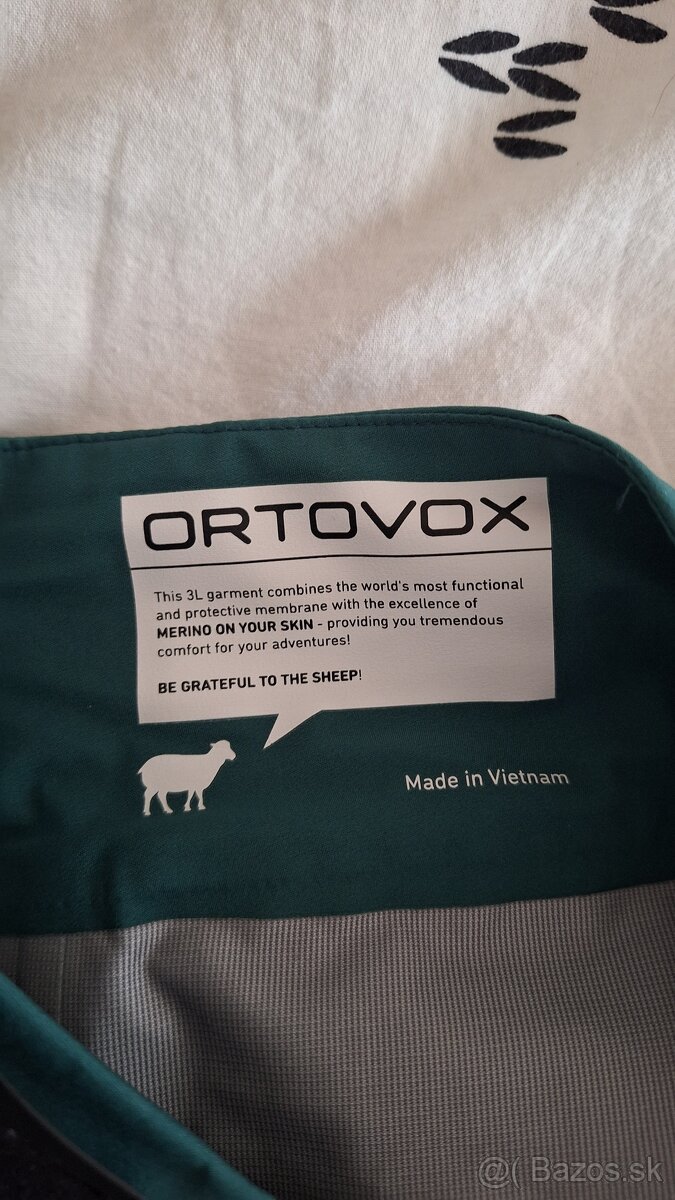 ORTOVOX
This 3L garment combines the world's most functional
and protective membrane with the excellence of
MERINO ON YOUR SKIN - providing you tremendous
comfort for your adventures!
BE GRATEFUL TO THE SHEEP!
Made in Vietnam
@( Bazos.sk